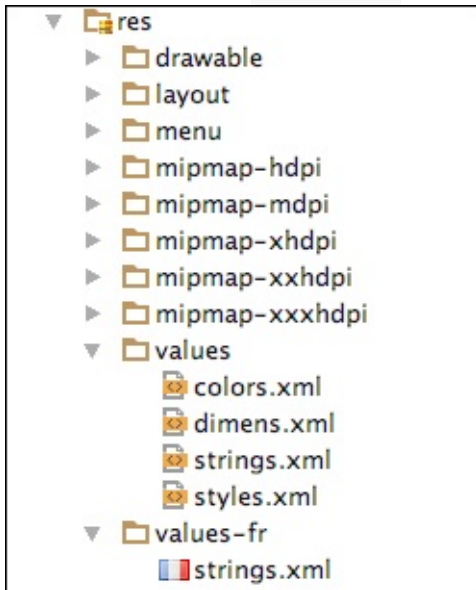 res
drawable
layout
menu
mipmap-hdpi
mipmap-mdpi
mipmap-xhdpi
mipmap-xxhdpi
mipmap-xxxhdpi
values
colors.xml
dimens.xml
strings.xml
styles.xml
values-fr
strings.xml